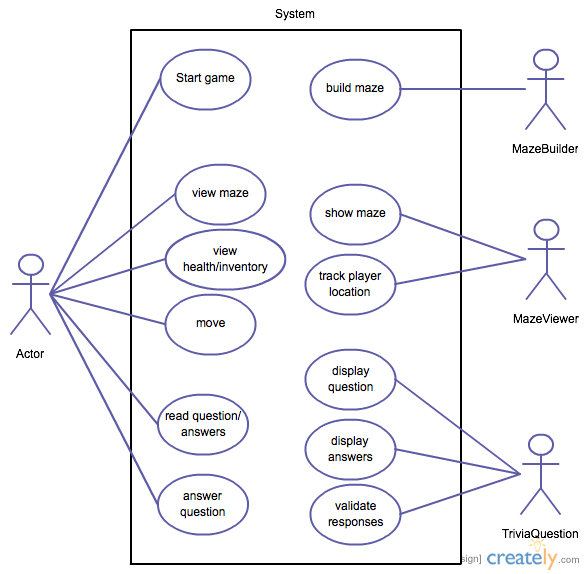 System
Start game
build maze
MazeBuilder
view maze
show maze
view
health/inventory
track player
location
MazeViewer
Actor
move
display
question
read question/
answers
display
answers
answer
question
validate
responses
TriviaQuestion
sign] creately.com